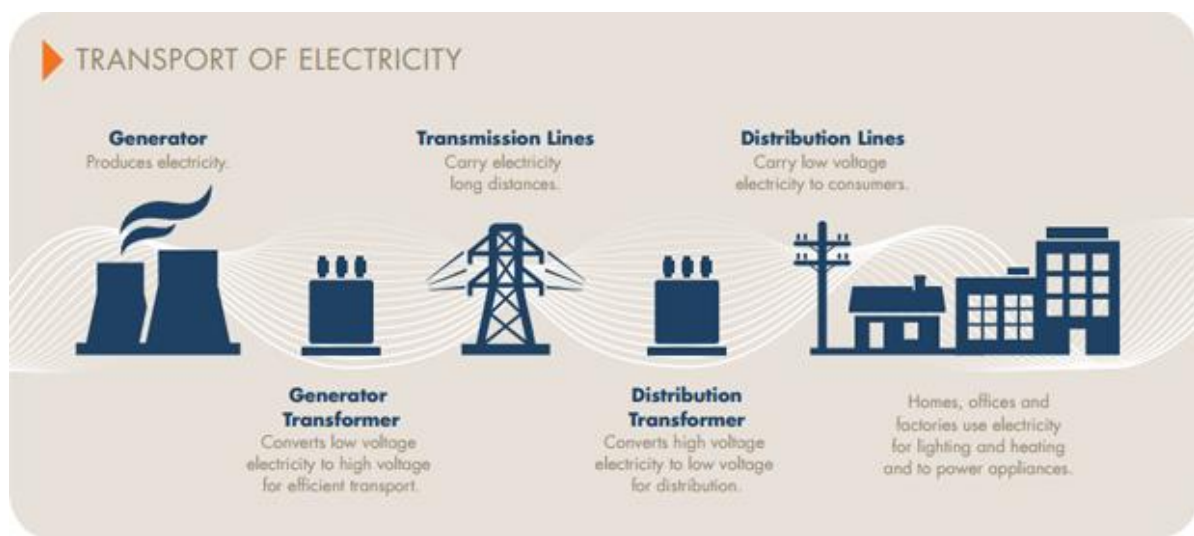 TRANSPORT OF ELECTRICITY
Generator
Produces electricity.
Transmission Lines
Carry electricity
long distances.
Distribution Lines
Carry low voltage
electricity to consumers.
Generator
Transformer
Converts low voltage
electricity to high voltage
for efficient transport.
Distribution
Transformer
Converts high voltage
electricity to low voltage
for distribution.
Homes, offices and
factories use electricity
for lighting and heating
and to power appliances.